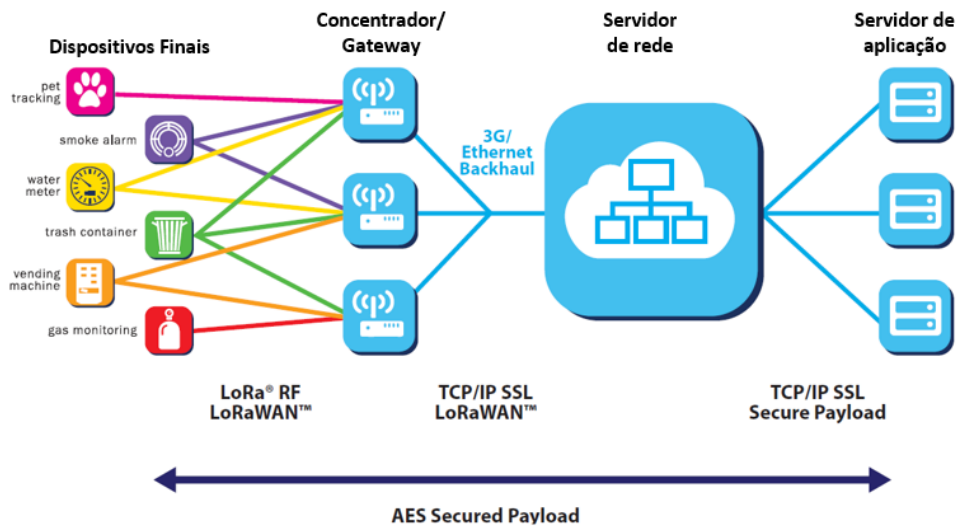 Dispositivos Finais
Concentrador/
Gateway
Servidor
de rede
Servidor de
aplicação
pet
tracking
smoke alarm
water
meter
trash container
vending
machine
gas monitoring
3G/
Ethernet
Backhaul
LoRa® RF
LoRaWAN™
TCP/IP SSL
LoRaWAN™
TCP/IP SSL
Secure Payload
AES Secured Payload